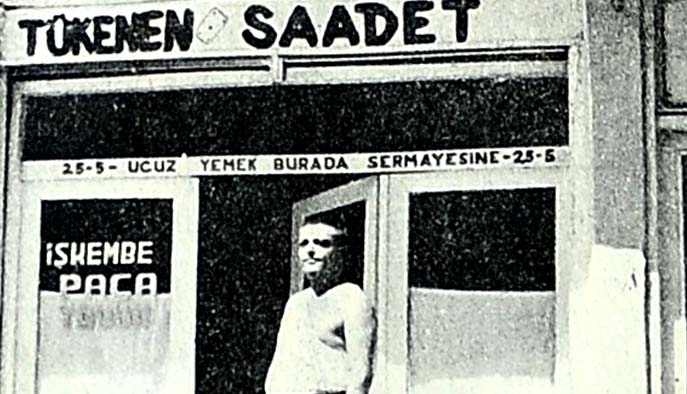 TÜKENEN SAADET
25-5- UCUZ YEMEK BURADA SERMAYESİNE-25-5
İŞKEMBE
PAÇA